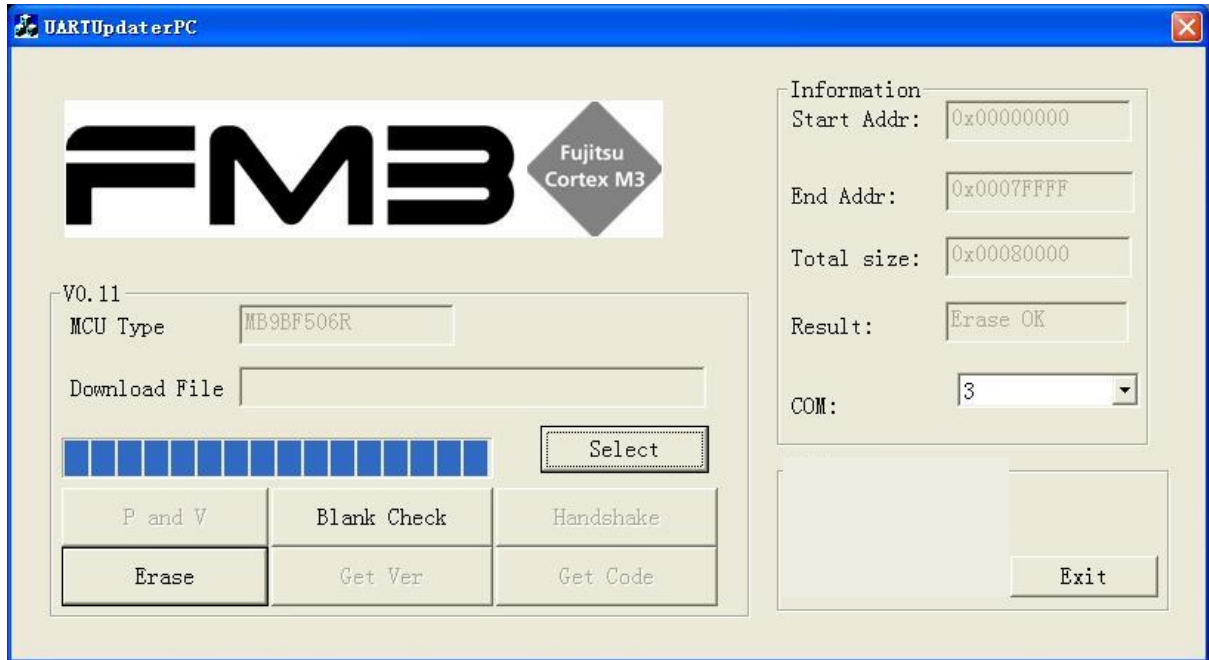 UARTUpdaterPC
FM3
Fujitsu
Cortex M3
V0.11
MCU Type
MB9BF506R
Download File
Select
P and V
Blank Check
Handshake
Erase
Get Ver
Get Code
Information
Start Addr:
0x00000000
End Addr:
0x0007FFFF
Total size:
0x00080000
Result:
Erase OK
COM:
3
Exit